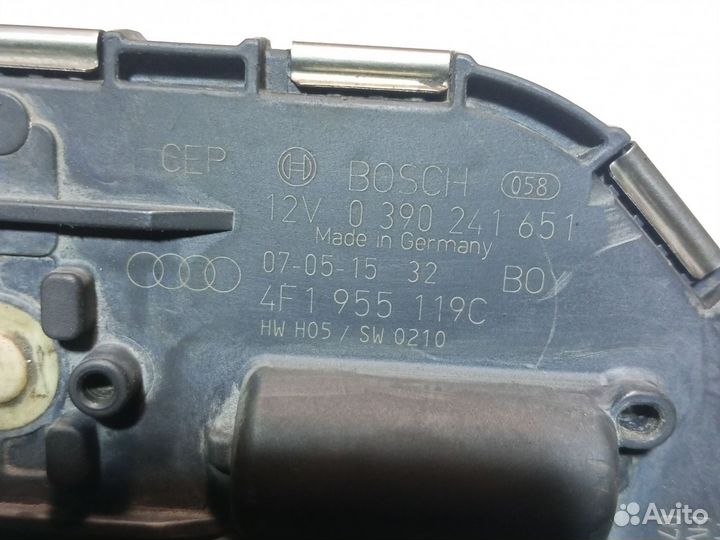 CEP BOSCH 058
12V 0 390 241 651
Made in Germany
07-05-15 32 BO
4F1 955 119C
HW H05 / SW 0210
Avito